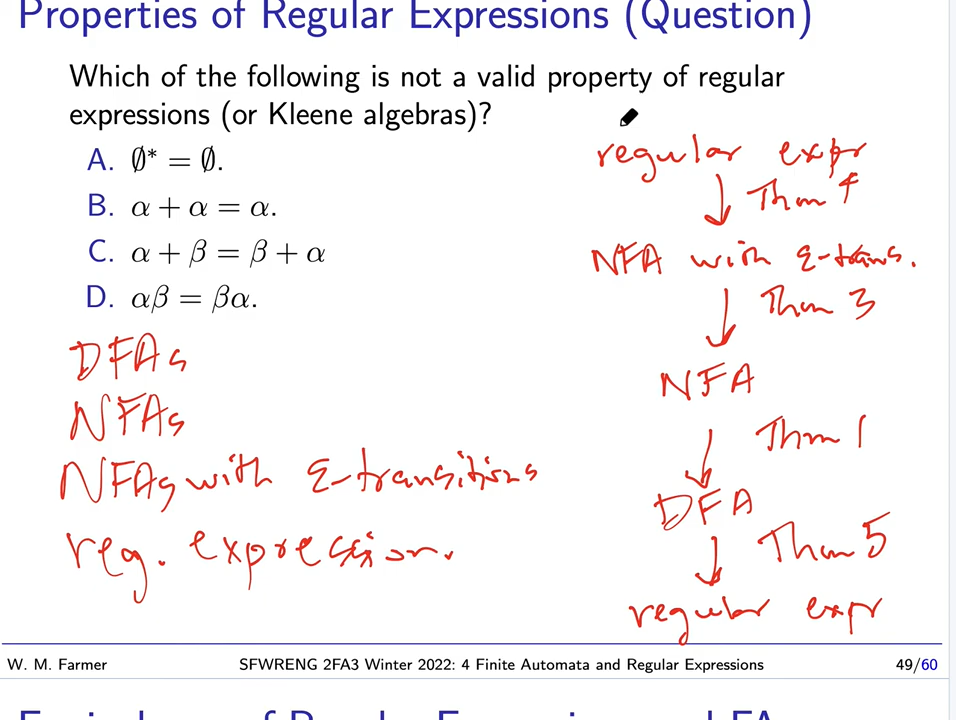 Properties of Regular Expressions (Question)
Which of the following is not a valid property of regular
expressions (or Kleene algebras)?
A. ∅* = ∅.
B. α + α = α.
C. α + β = β + α
D. αβ = βα.
DFAs
NFAs
NFAs with ε-transitions
reg. expression.
regular expr
↓ Thm 4
NFA with ε-trans.
↓ Thm 3
NFA
↓ Thm 1
DFA
↓ Thm 5
regular expr
W. M. Farmer SFWRENG 2FA3 Winter 2022: 4 Finite Automata and Regular Expressions 49/60